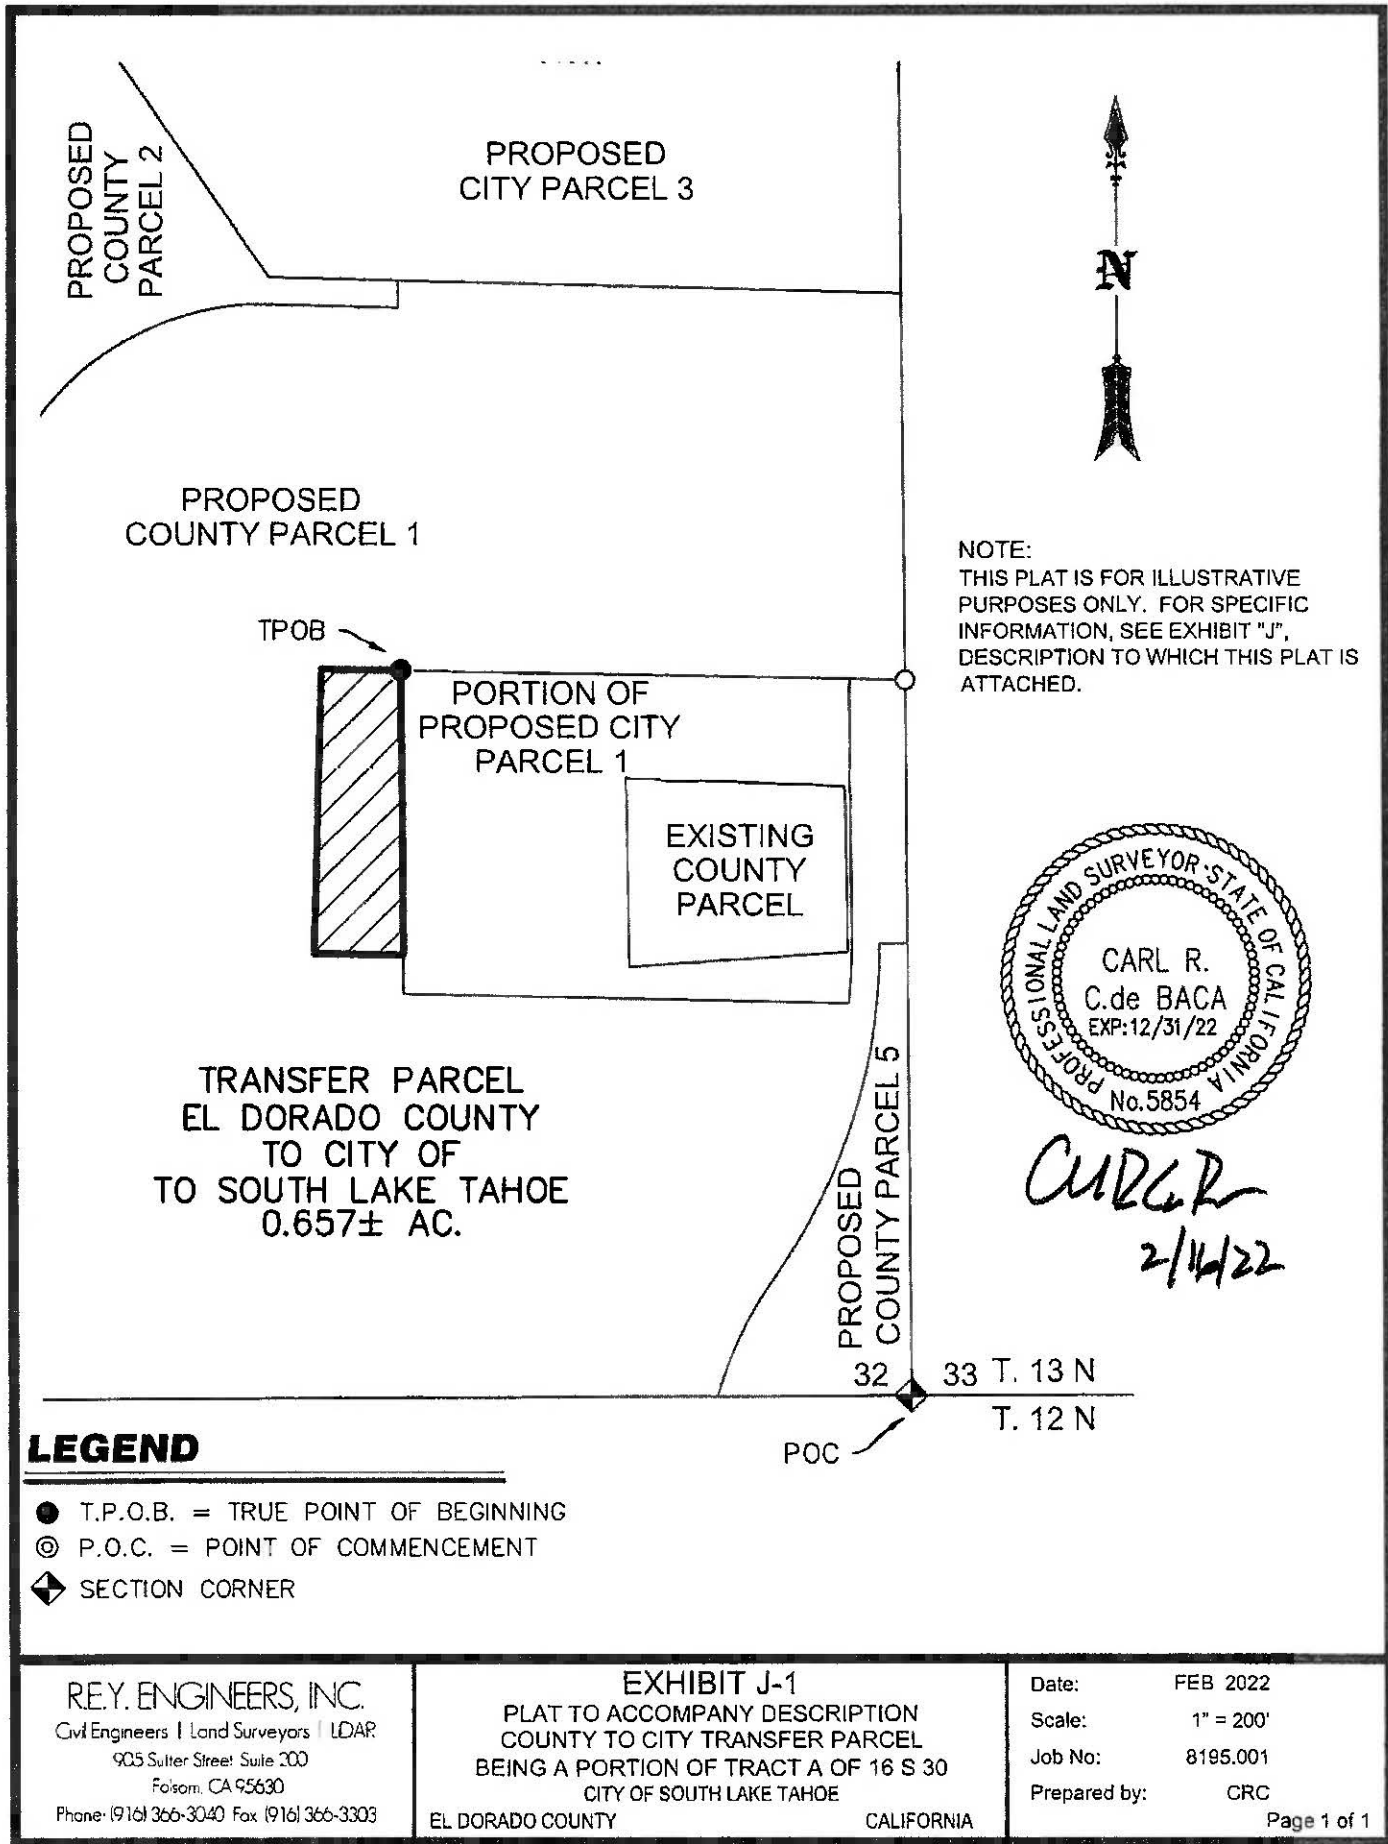 PROPOSED
COUNTY
PARCEL 2
PROPOSED
CITY PARCEL 3
N
PROPOSED
COUNTY PARCEL 1
NOTE:
THIS PLAT IS FOR ILLUSTRATIVE
PURPOSES ONLY. FOR SPECIFIC
INFORMATION, SEE EXHIBIT "J",
DESCRIPTION TO WHICH THIS PLAT IS
ATTACHED.
TPOB
PORTION OF
PROPOSED CITY
PARCEL 1
EXISTING
COUNTY
PARCEL
PROFESSIONAL LAND SURVEYOR·STATE OF CALIFORNIA
CARL R.
C.de BACA
EXP:12/31/22
No.5854
TRANSFER PARCEL
EL DORADO COUNTY
TO CITY OF
TO SOUTH LAKE TAHOE
0.657± AC.
PROPOSED
COUNTY PARCEL 5
2/16/22
32 33 T. 13 N
T. 12 N
POC
LEGEND
T.P.O.B. = TRUE POINT OF BEGINNING
P.O.C. = POINT OF COMMENCEMENT
SECTION CORNER
R.E.Y. ENGINEERS, INC.
Civil Engineers | Land Surveyors | LiDAR
905 Sutter Street Suite 200
Folsom, CA 95630
Phone: (916) 366-3040 Fax (916) 366-3303
EXHIBIT J-1
PLAT TO ACCOMPANY DESCRIPTION
COUNTY TO CITY TRANSFER PARCEL
BEING A PORTION OF TRACT A OF 16 S 30
CITY OF SOUTH LAKE TAHOE
EL DORADO COUNTY CALIFORNIA
Date: FEB 2022
Scale: 1" = 200'
Job No: 8195.001
Prepared by: CRC
Page 1 of 1